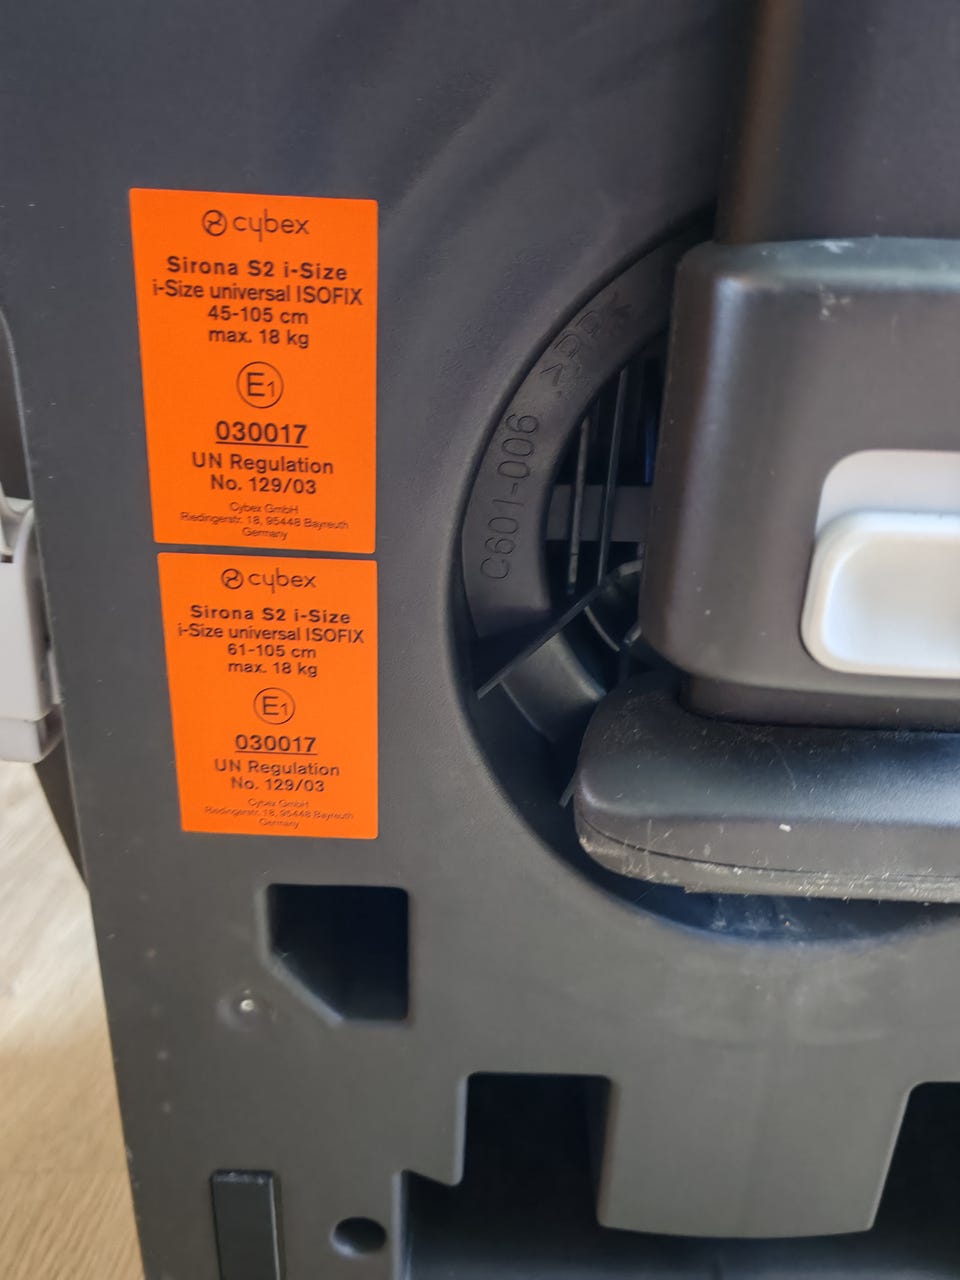 cybex
Sirona S2 i-Size
i-Size universal ISOFIX
45-105 cm
max. 18 kg
E1
030017
UN Regulation
No. 129/03
Cybex GmbH
Riedingerstr. 18, 95448 Bayreuth
Germany
cybex
Sirona S2 i-Size
i-Size universal ISOFIX
61-105 cm
max. 18 kg
E1
030017
UN Regulation
No. 129/03
Cybex GmbH
Riedingerstr. 18, 95448 Bayreuth
Germany
C601-006 >PP<